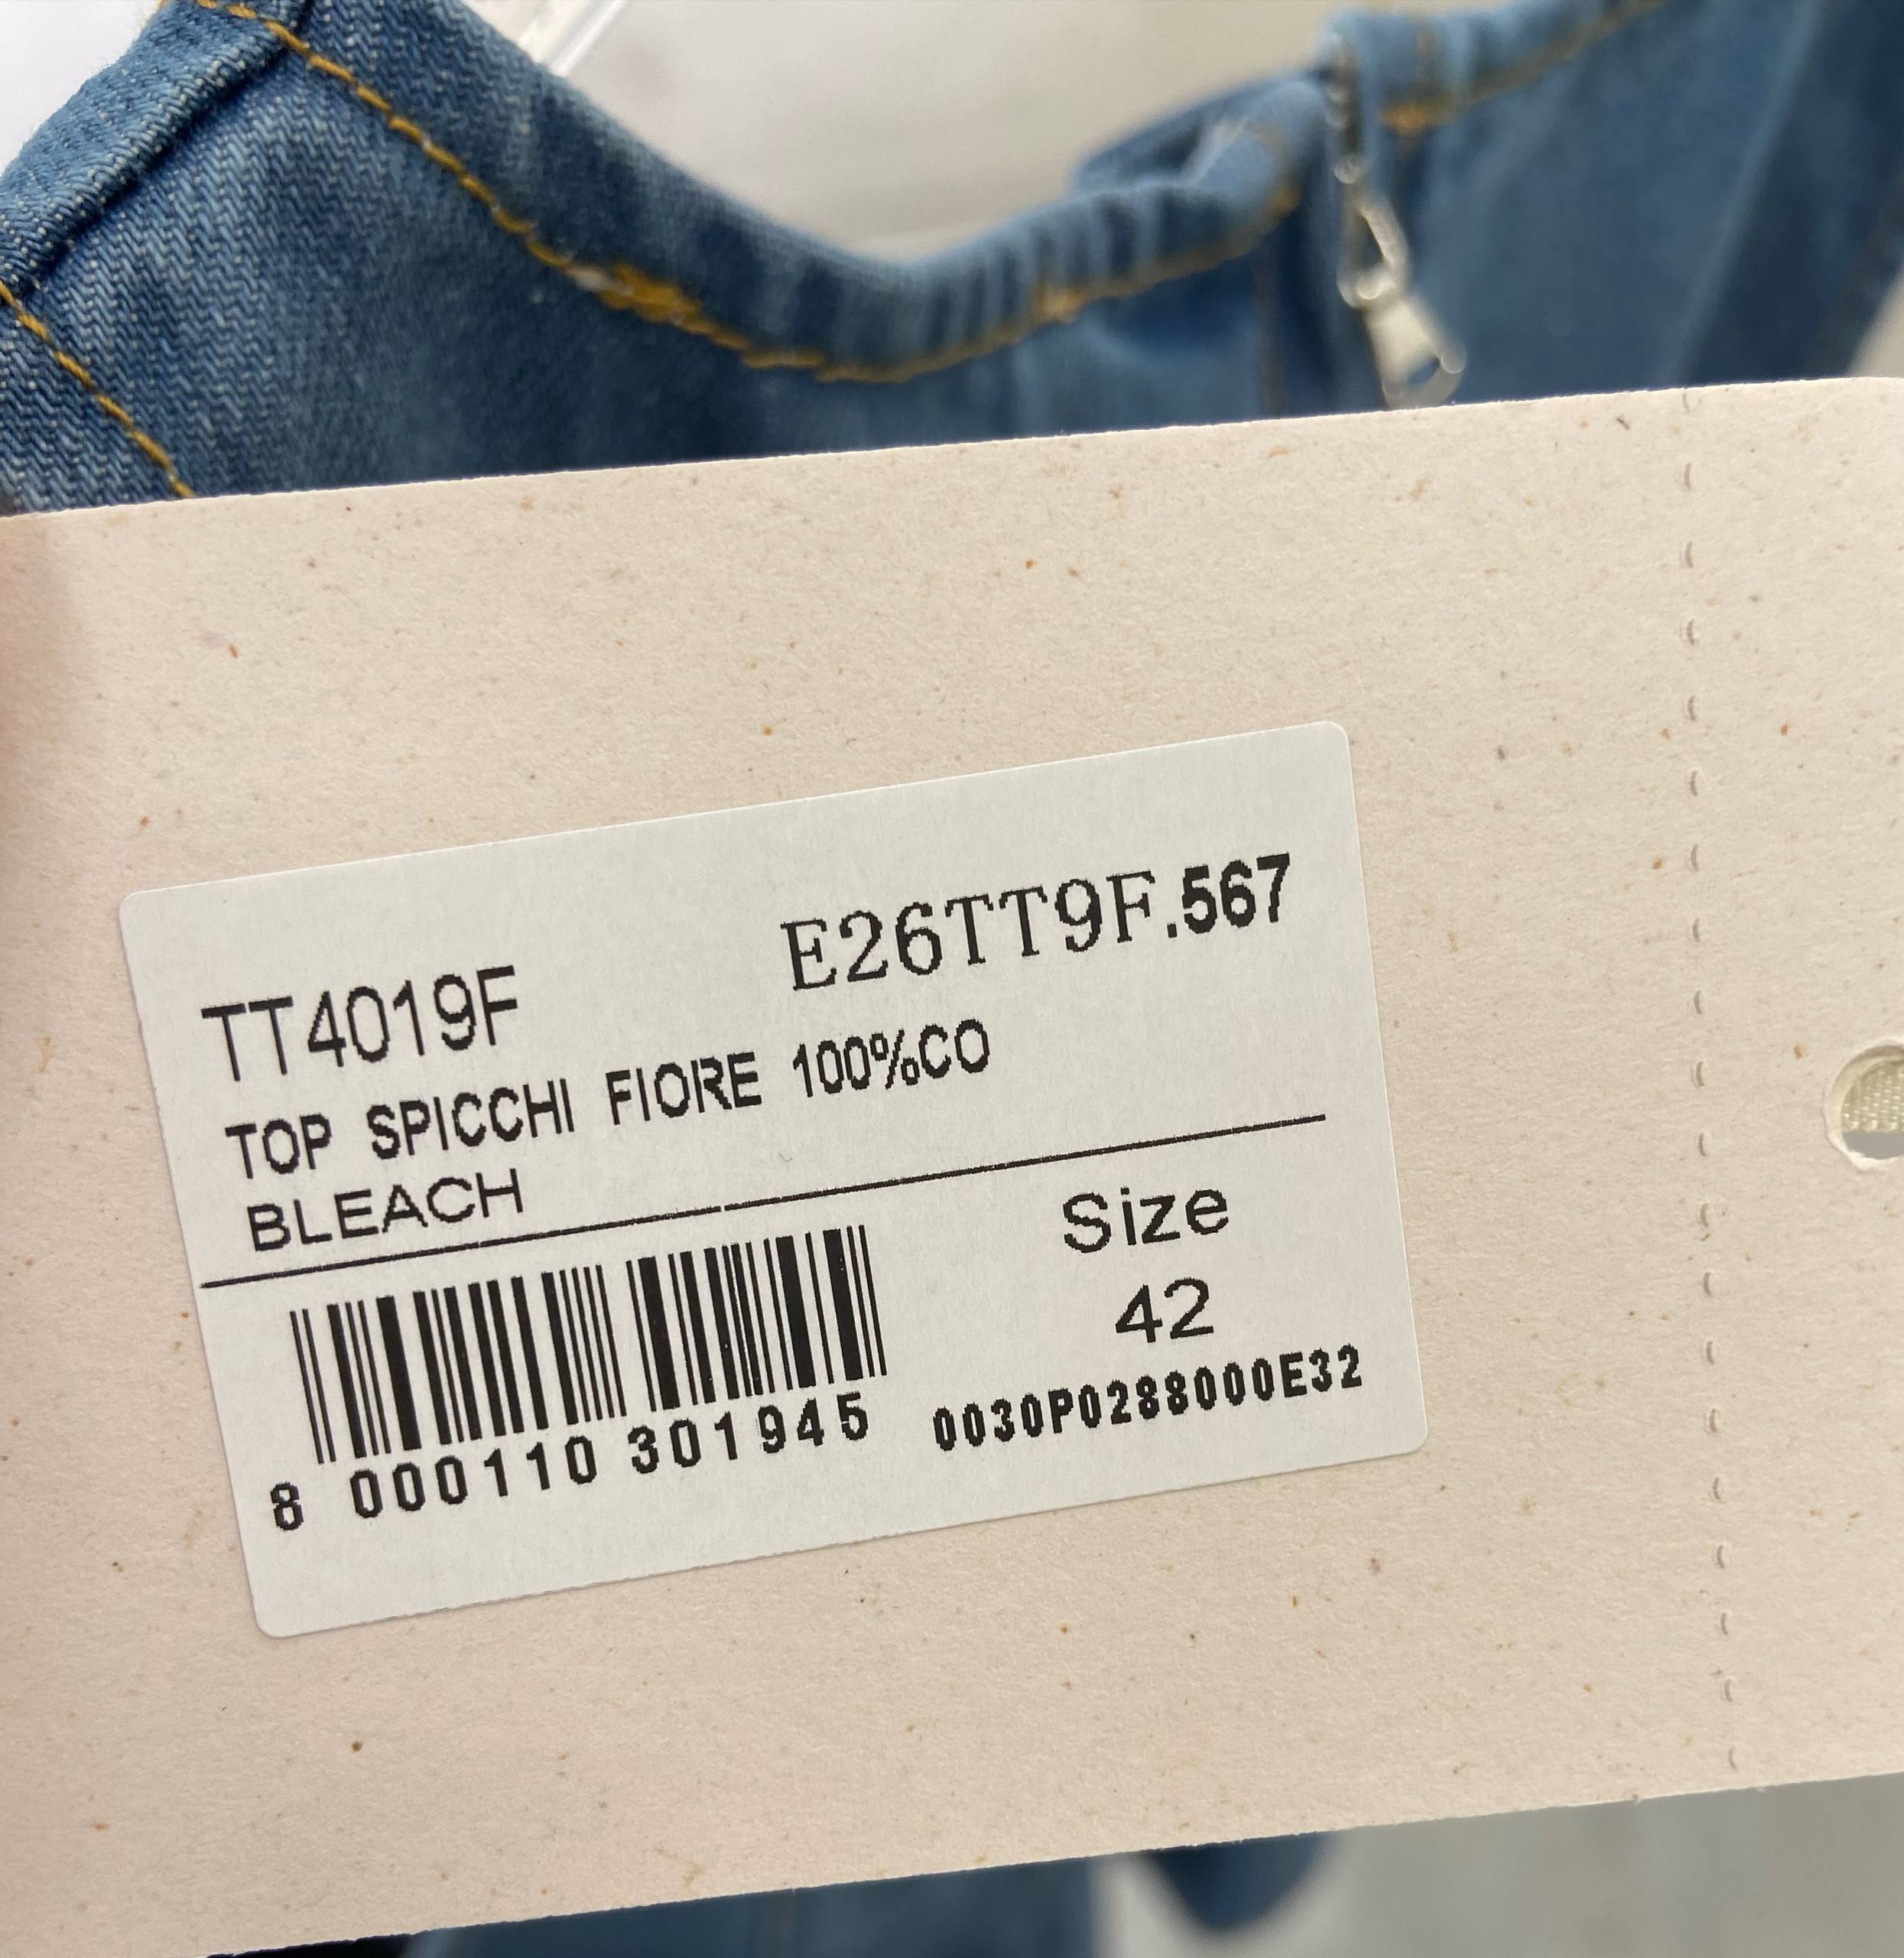 E26TT9F.567
TT4019F
TOP SPICCHI FIORE 100%CO
BLEACH
Size
42
0030P0288000E32
8 000110 301945